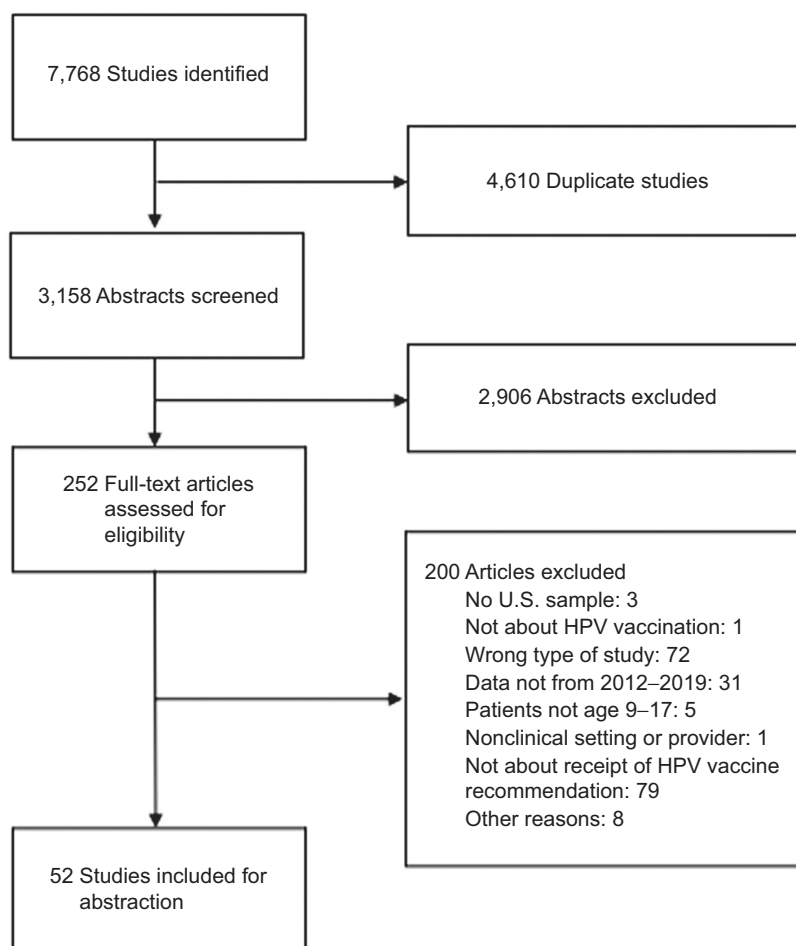 7,768 Studies identified
4,610 Duplicate studies
3,158 Abstracts screened
2,906 Abstracts excluded
252 Full-text articles
assessed for
eligibility
200 Articles excluded
No U.S. sample: 3
Not about HPV vaccination: 1
Wrong type of study: 72
Data not from 2012–2019: 31
Patients not age 9–17: 5
Nonclinical setting or provider: 1
Not about receipt of HPV vaccine
recommendation: 79
Other reasons: 8
52 Studies included for
abstraction